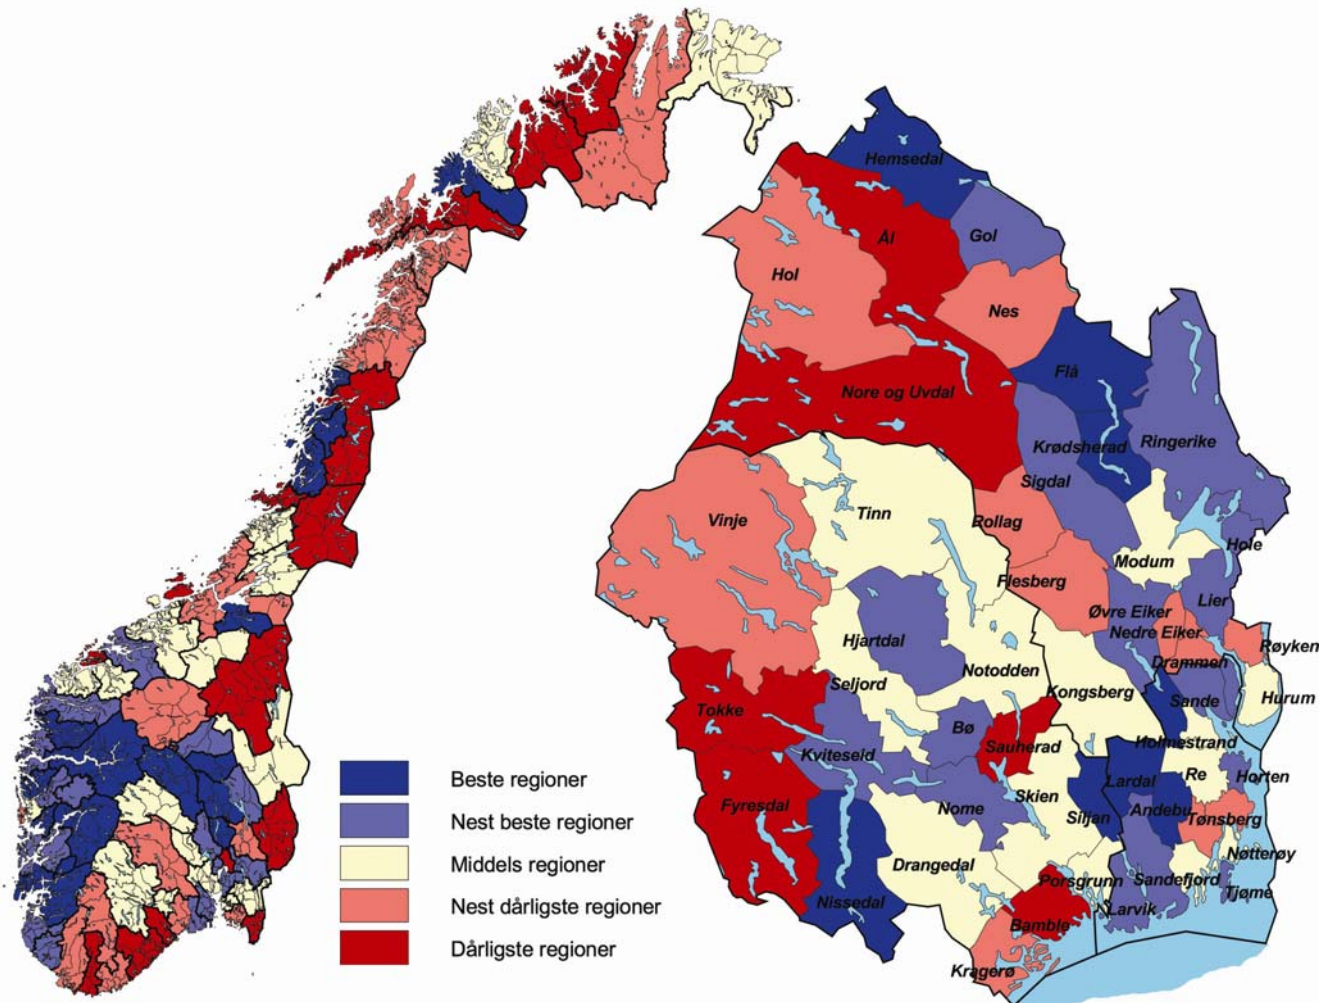 Hemsedal
Ål
Gol
Hol
Nes
Flå
Nore og Uvdal
Krødsherad
Ringerike
Sigdal
Vinje
Tinn
Rollag
Hole
Modum
Flesberg
Lier
Øvre Eiker
Nedre Eiker
Hjartdal
Røyken
Drammen
Notodden
Seljord
Kongsberg
Sande
Hurum
Tokke
Bø
Sauherad
Holmestrand
Kviteseid
Lardal
Re
Horten
Fyresdal
Nome
Skien
Siljan
Andebu
Tønsberg
Nøtterøy
Drangedal
Porsgrunn
Sandefjord
Tjøme
Nissedal
Larvik
Bamble
Kragerø
Beste regioner
Nest beste regioner
Middels regioner
Nest dårligste regioner
Dårligste regioner